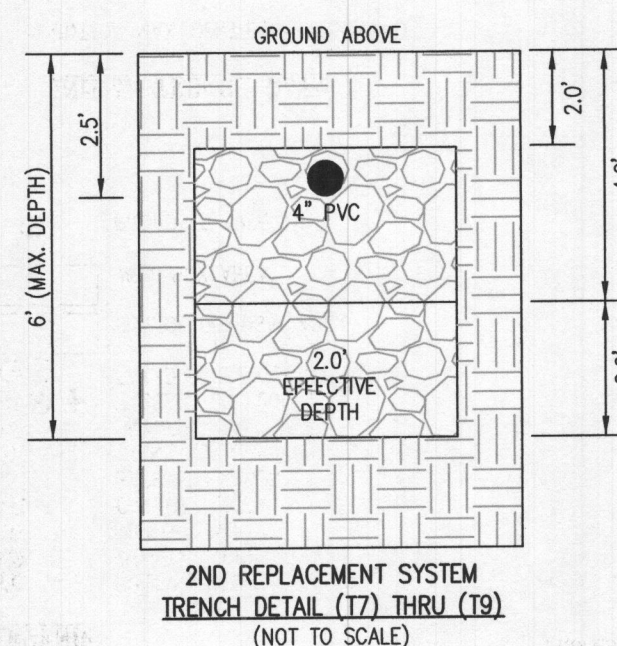 GROUND ABOVE
2.5'
2.0'
6' (MAX. DEPTH)
4" PVC
2.0'
EFFECTIVE
DEPTH
2ND REPLACEMENT SYSTEM
TRENCH DETAIL (T7) THRU (T9)
(NOT TO SCALE)